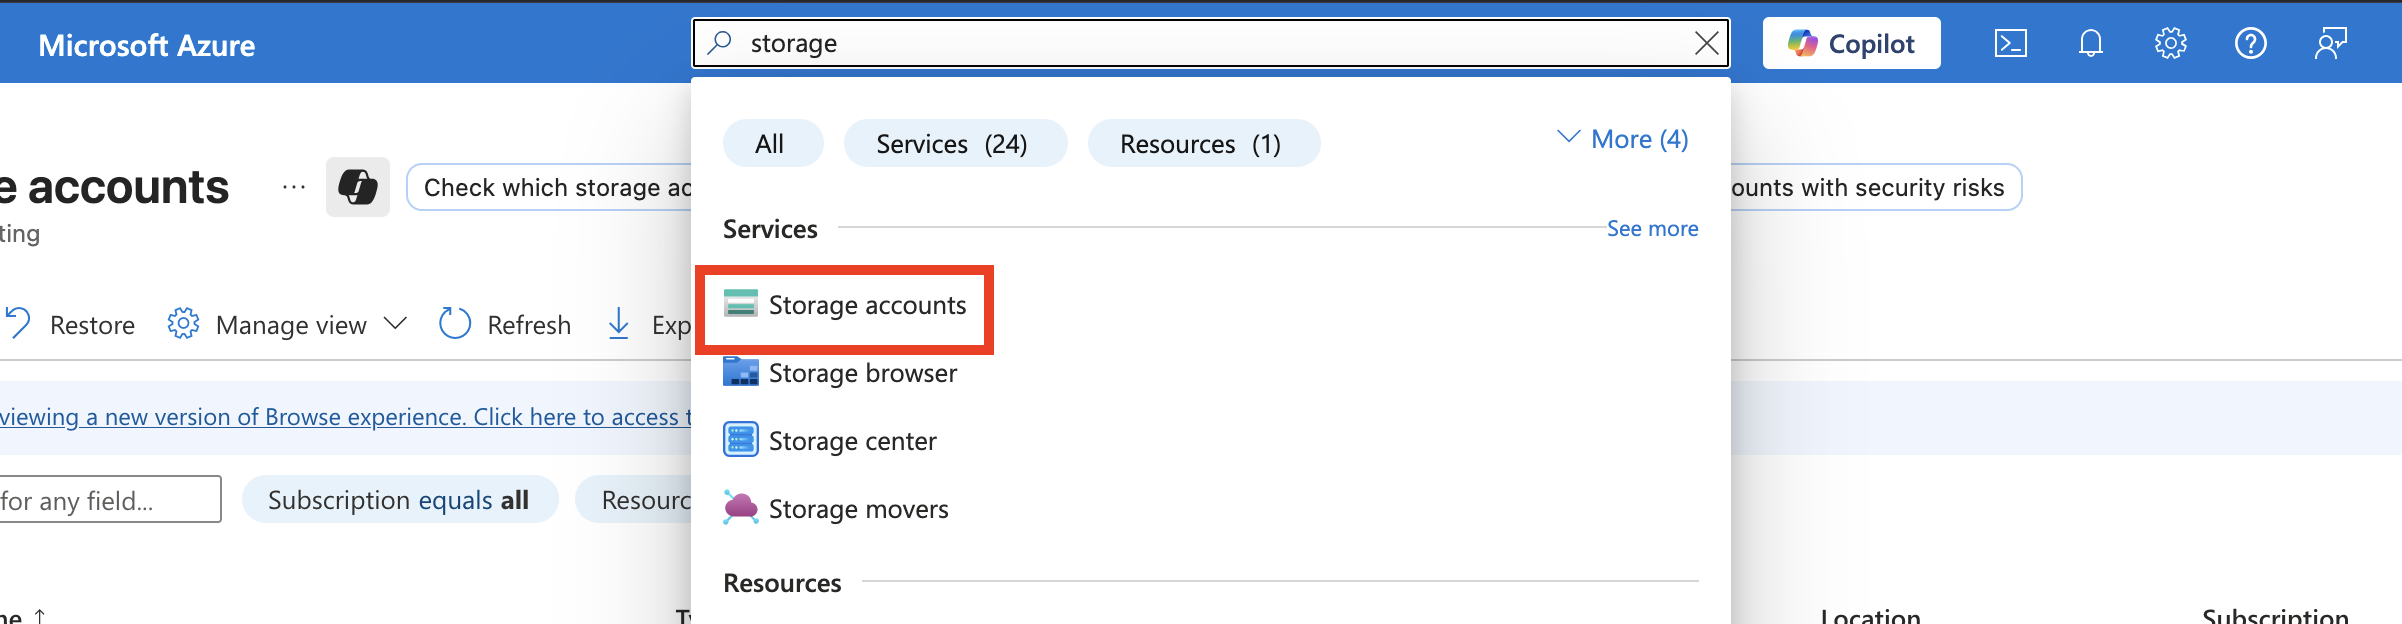 Microsoft Azure
storage
Copilot
All
Services (24)
Resources (1)
More (4)
e accounts
...
Check which storage ac
ounts with security risks
ting
Services
See more
Storage accounts
Restore
Manage view
Refresh
Exp
Storage browser
viewing a new version of Browse experience. Click here to access t
Storage center
for any field...
Subscription equals all
Resourc
Storage movers
Resources
ne ↑
Ty
Location
Subscription